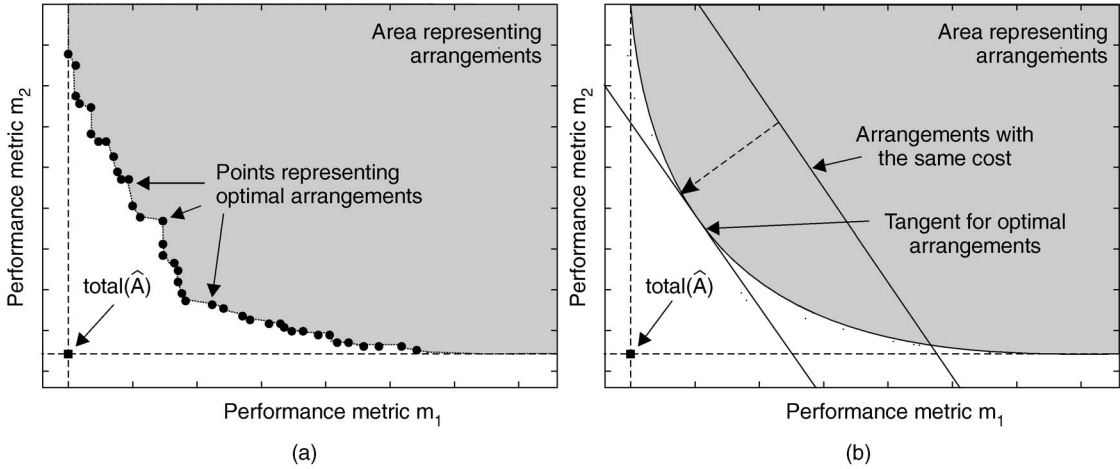 Area representing
arrangements
Performance metric m₂
Points representing
optimal arrangements
total(Â)
Performance metric m₁
(a)
Area representing
arrangements
Performance metric m₂
Arrangements with
the same cost
Tangent for optimal
arrangements
total(Â)
Performance metric m₁
(b)